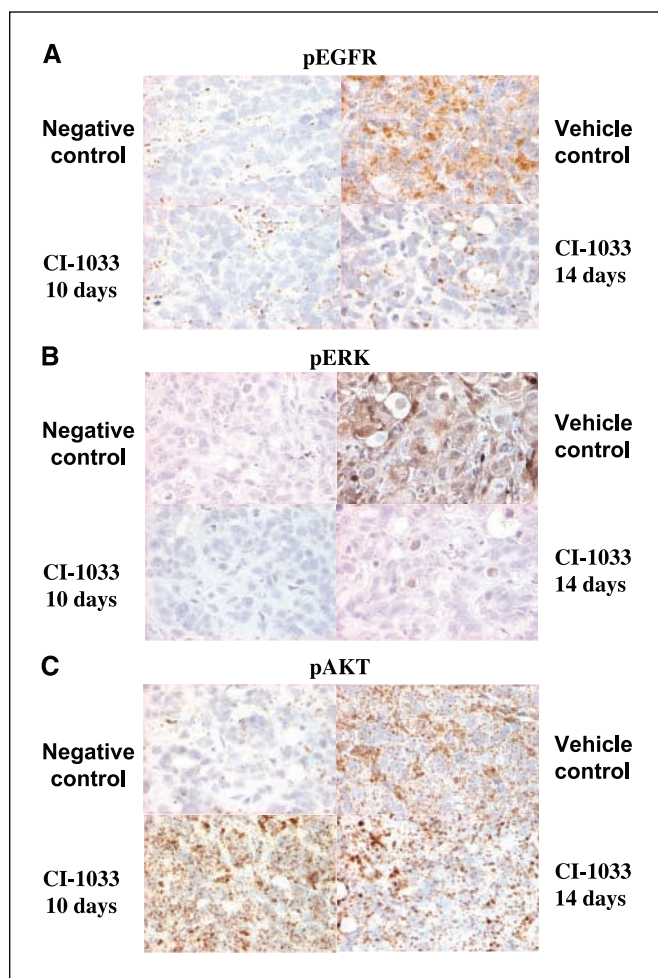 A
pEGFR
Negative
control
Vehicle
control
CI-1033
10 days
CI-1033
14 days
B
pERK
Negative
control
Vehicle
control
CI-1033
10 days
CI-1033
14 days
C
pAKT
Negative
control
Vehicle
control
CI-1033
10 days
CI-1033
14 days